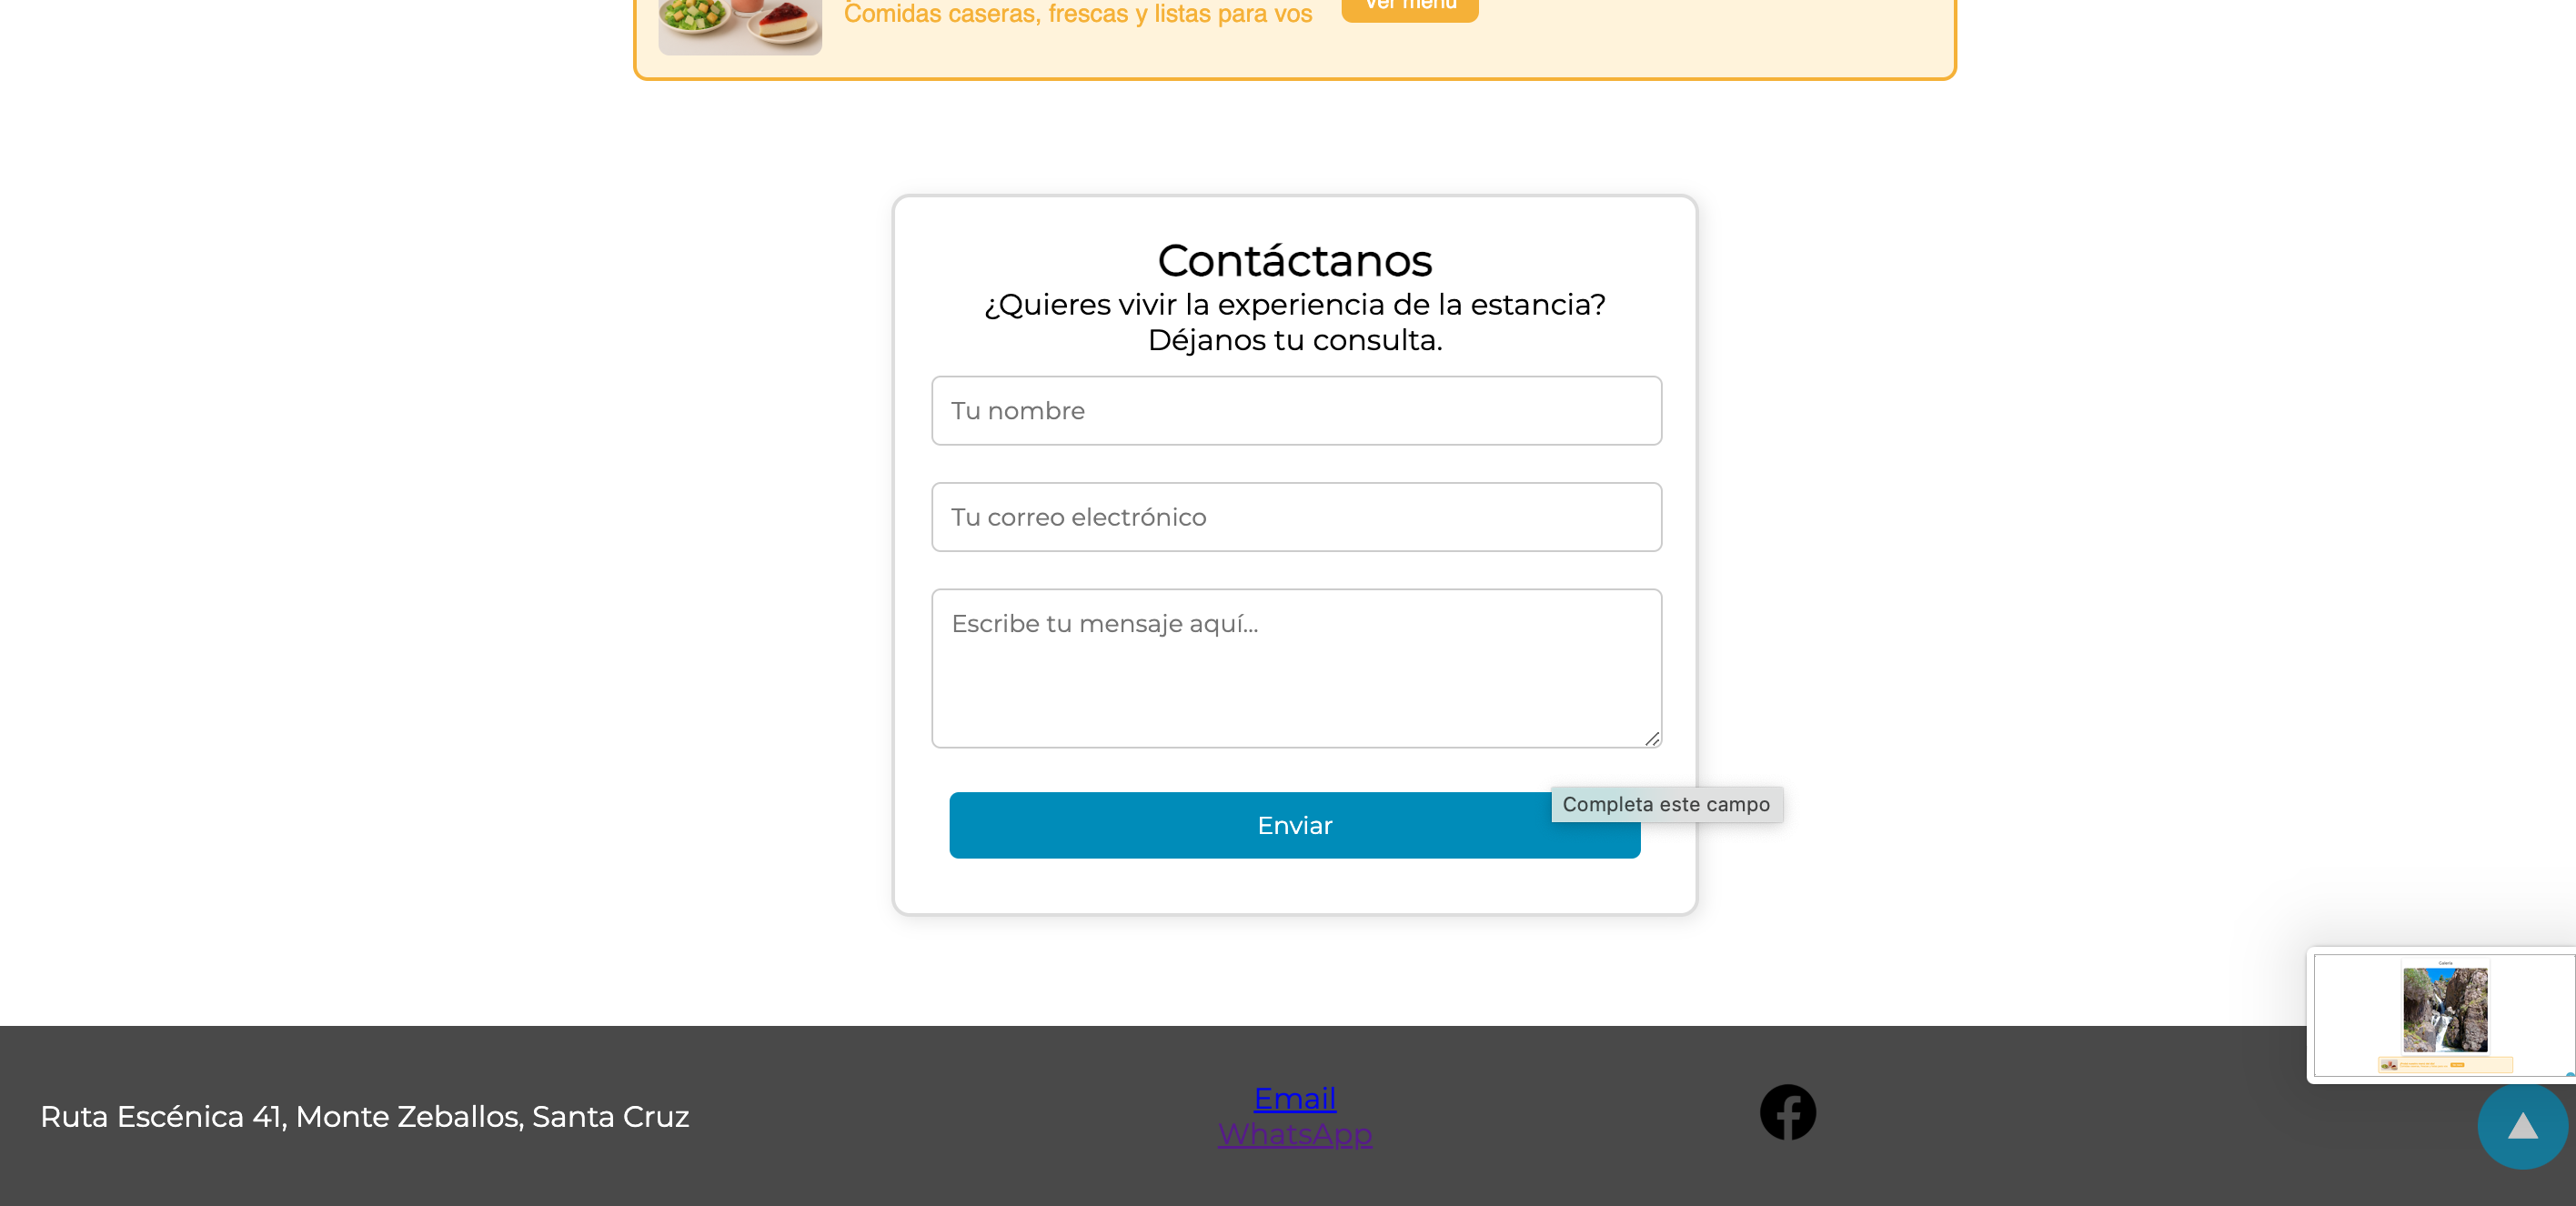 Comidas caseras, frescas y listas para vos
Ver menú
Contáctanos
¿Quieres vivir la experiencia de la estancia?
Déjanos tu consulta.
Tu nombre
Tu correo electrónico
Escribe tu mensaje aquí...
Enviar
Completa este campo
Ruta Escénica 41, Monte Zeballos, Santa Cruz
Email
WhatsApp